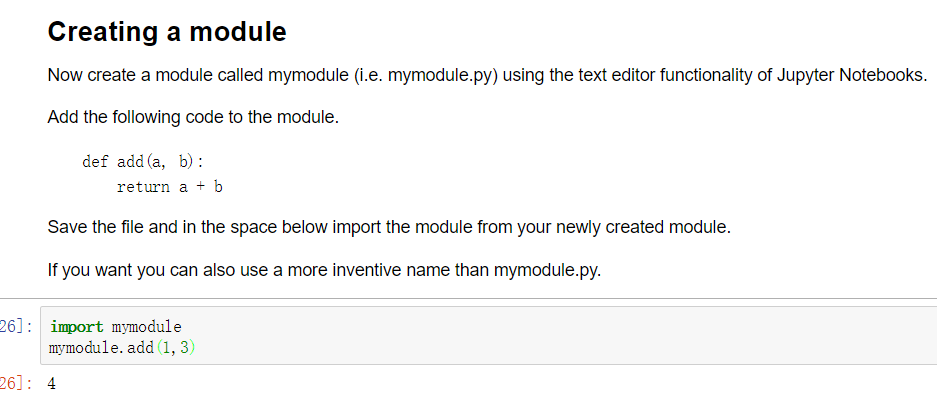 Creating a module
Now create a module called mymodule (i.e. mymodule.py) using the text editor functionality of Jupyter Notebooks.
Add the following code to the module.
def add(a, b):
    return a + b
Save the file and in the space below import the module from your newly created module.
If you want you can also use a more inventive name than mymodule.py.
26]: import mymodule
mymodule.add(1,3)
26]: 4